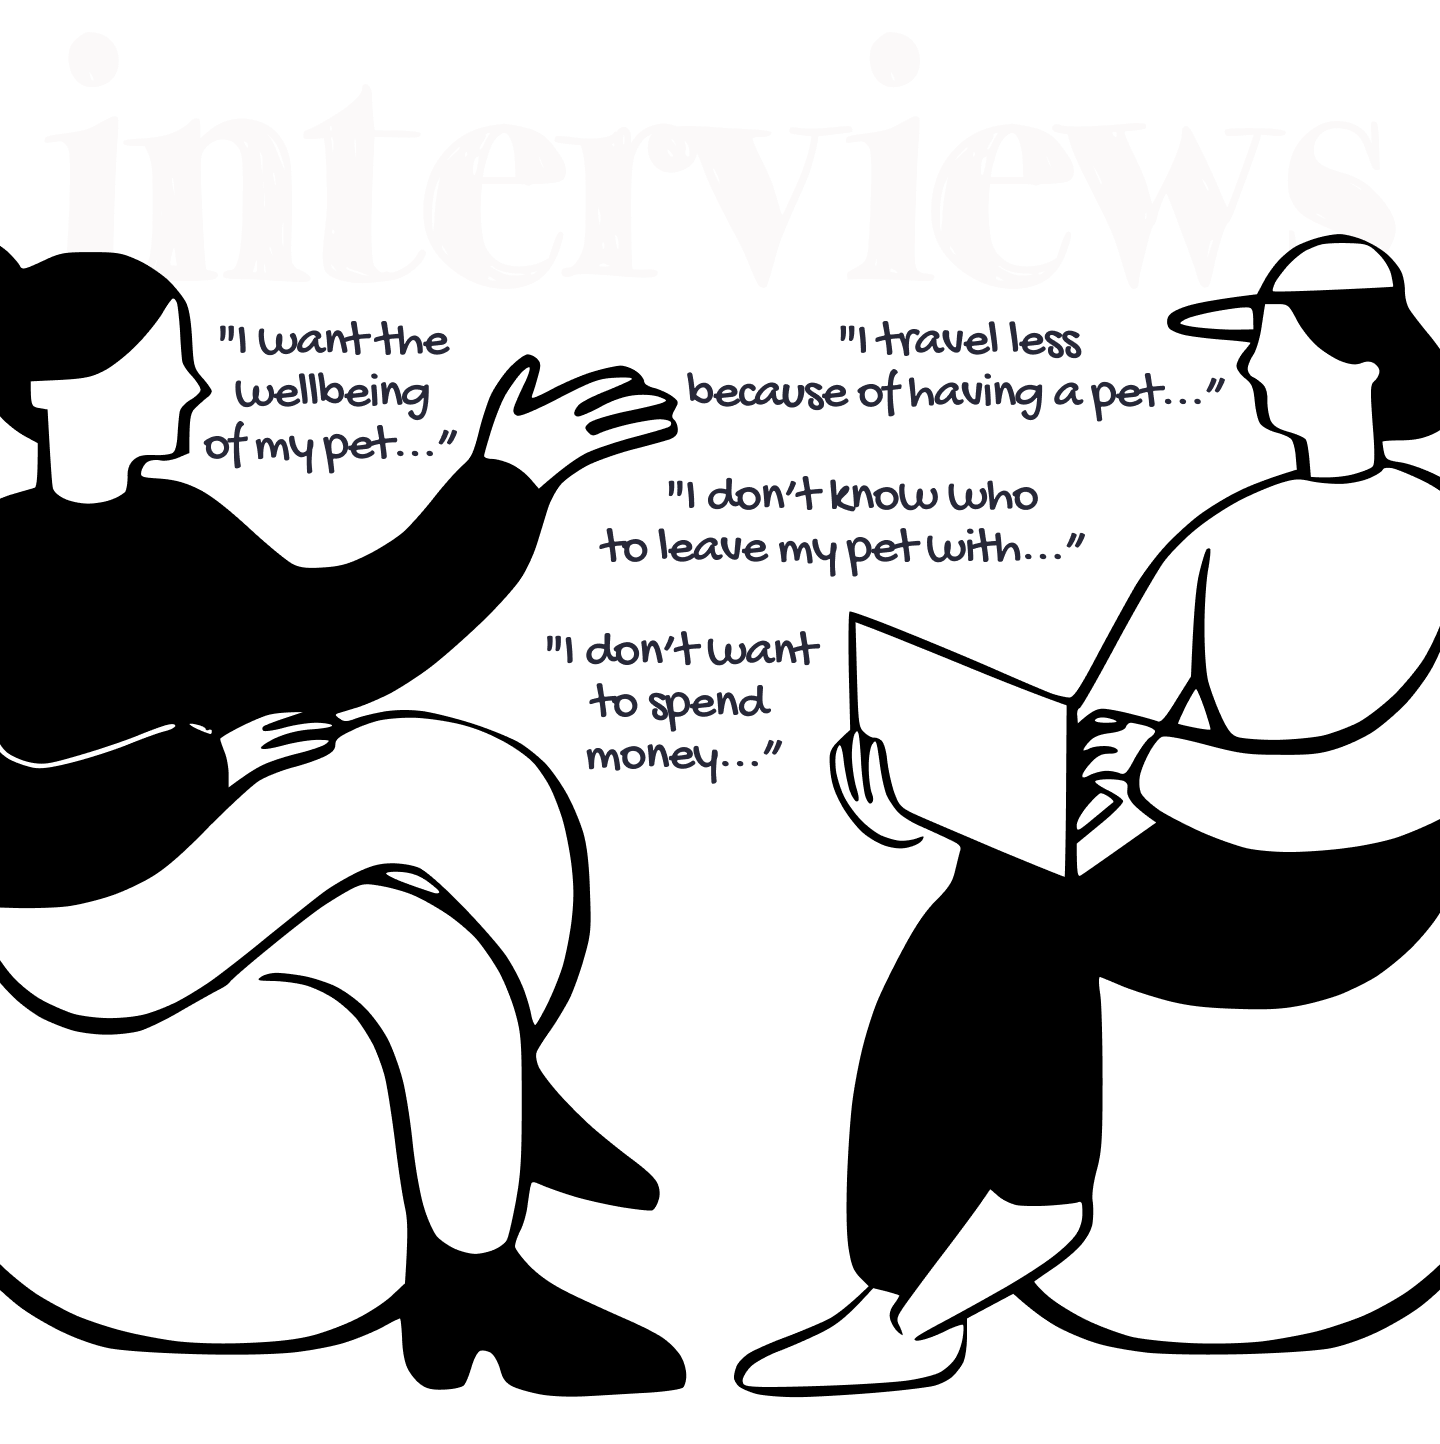 interviews
"I want the
wellbeing
of my pet..."
"I travel less
because of having a pet..."
"I don't know who
to leave my pet with..."
"I don't want
to spend
money..."